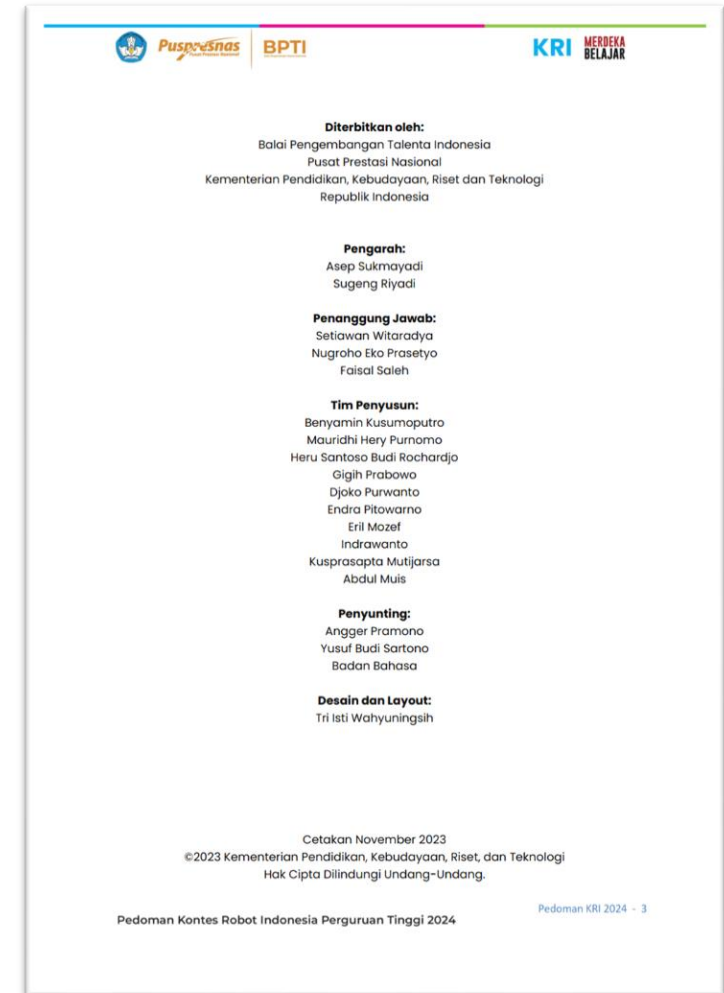 Puspresnas
BPTI
KRI
MERDEKA
BELAJAR
Diterbitkan oleh:
Balai Pengembangan Talenta Indonesia
Pusat Prestasi Nasional
Kementerian Pendidikan, Kebudayaan, Riset dan Teknologi
Republik Indonesia
Pengarah:
Asep Sukmayadi
Sugeng Riyadi
Penanggung Jawab:
Setiawan Witaradya
Nugroho Eko Prasetyo
Faisal Saleh
Tim Penyusun:
Benyamin Kusumoputro
Mauridhi Hery Purnomo
Heru Santoso Budi Rochardjo
Gigih Prabowo
Djoko Purwanto
Endra Pitowarno
Eril Mozef
Indrawanto
Kusprasapta Mutijarsa
Abdul Muis
Penyunting:
Angger Pramono
Yusuf Budi Sartono
Badan Bahasa
Desain dan Layout:
Tri Isti Wahyuningsih
Cetakan November 2023
©2023 Kementerian Pendidikan, Kebudayaan, Riset, dan Teknologi
Hak Cipta Dilindungi Undang-Undang.
Pedoman KRI 2024 - 3
Pedoman Kontes Robot Indonesia Perguruan Tinggi 2024